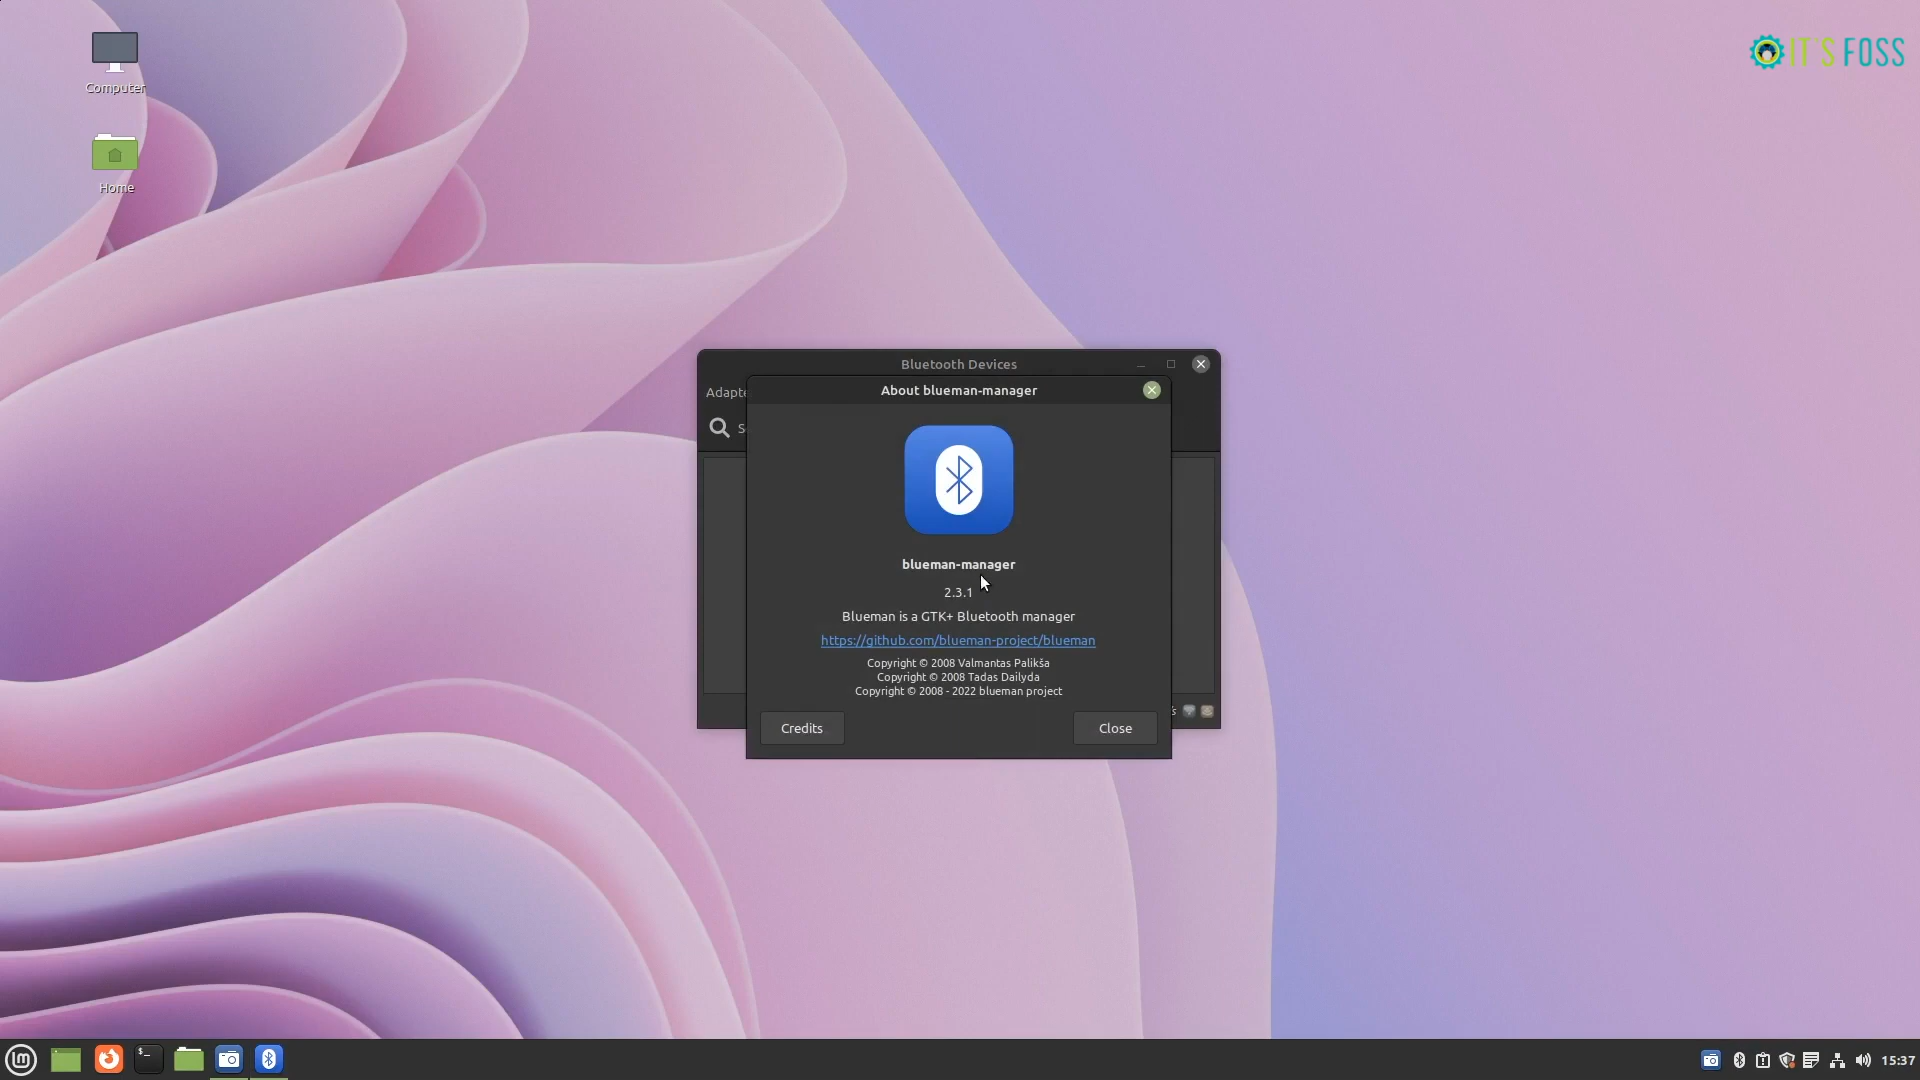 Computer
Home
IT'S FOSS
Bluetooth Devices
About blueman-manager
blueman-manager
2.3.1
Blueman is a GTK+ Bluetooth manager
https://github.com/blueman-project/blueman
Copyright © 2008 Valmantas Palikša
Copyright © 2008 Tadas Dailyda
Copyright © 2008 - 2022 blueman project
Credits
Close
$_
lm
15:37